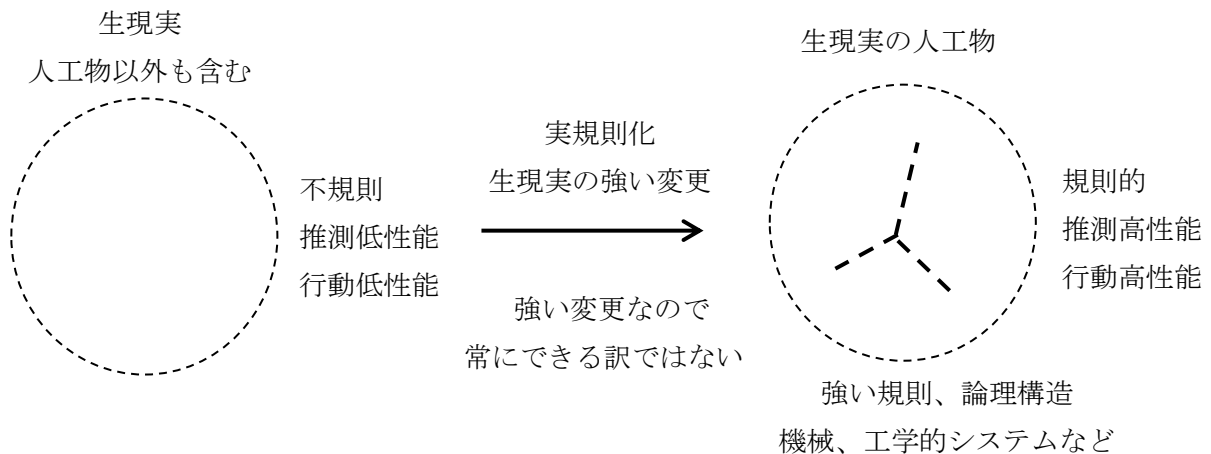 生現実
人工物以外も含む
不規則
推測低性能
行動低性能
実規則化
生現実の強い変更
強い変更なので
常にできる訳ではない
生現実の人工物
規則的
推測高性能
行動高性能
強い規則、論理構造
機械、工学的システムなど